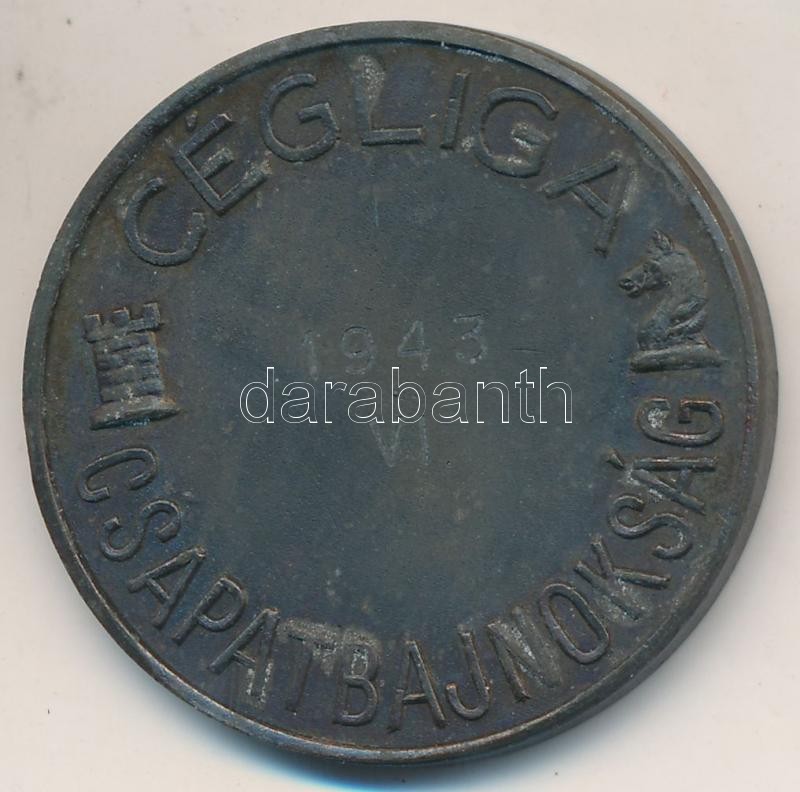 CÉGLIGA
1943
darabanth
VI
CSAPATBAJNOKSÁG